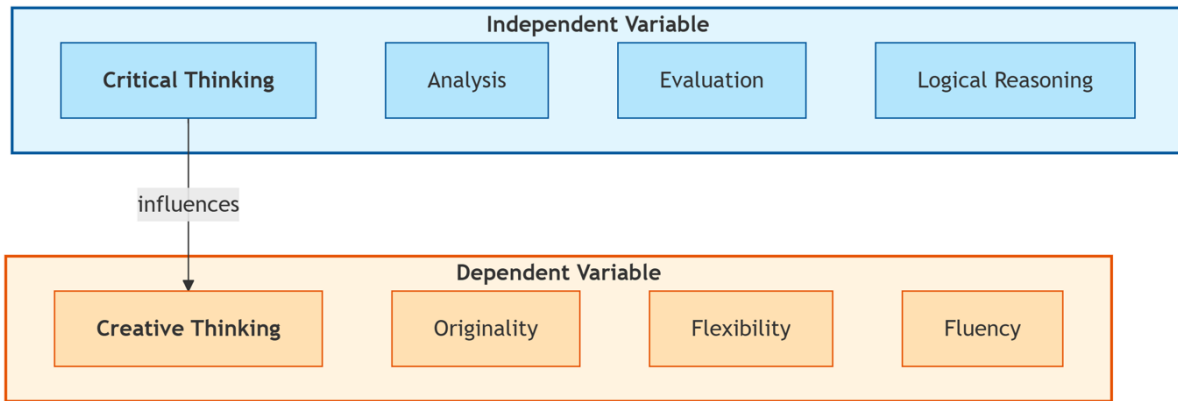 Independent Variable
Critical Thinking
Analysis
Evaluation
Logical Reasoning
influences
Dependent Variable
Creative Thinking
Originality
Flexibility
Fluency